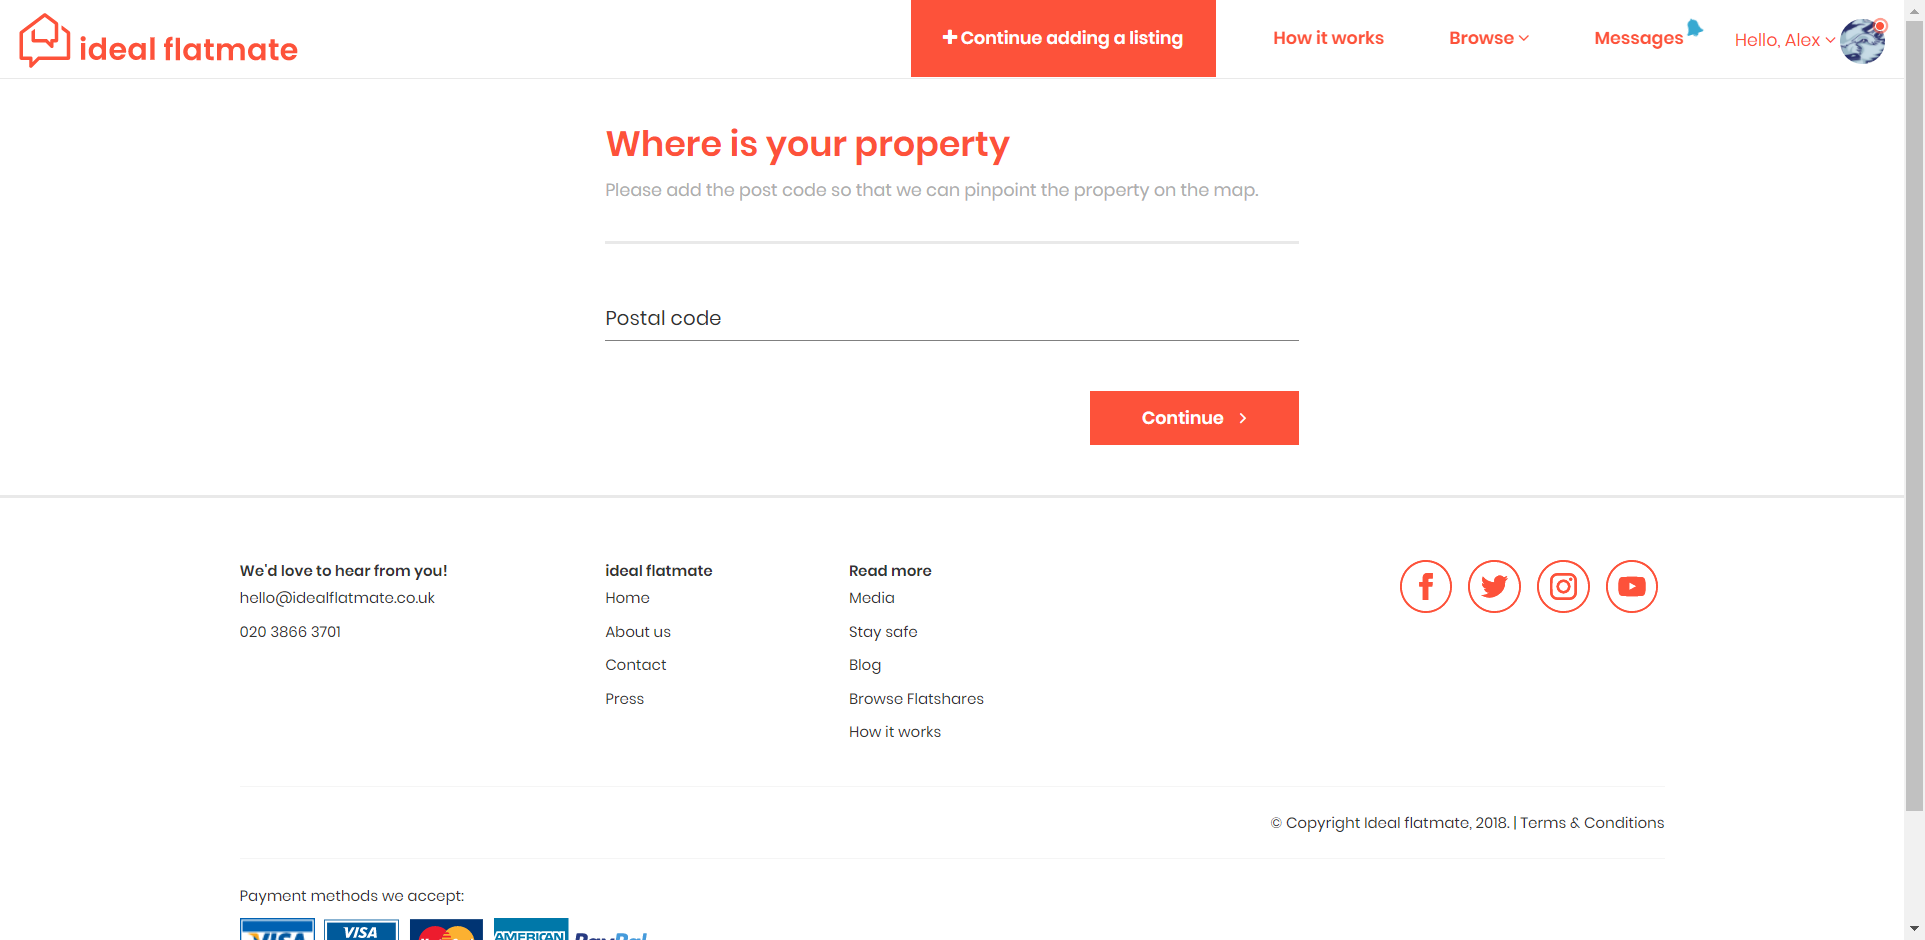 ideal flatmate
Continue adding a listing
How it works
Browse
Messages
Hello, Alex
Where is your property
Please add the post code so that we can pinpoint the property on the map.
Postal code
Continue
We'd love to hear from you!
hello@idealflatmate.co.uk
020 3866 3701
ideal flatmate
Home
About us
Contact
Press
Read more
Media
Stay safe
Blog
Browse Flatshares
How it works
© Copyright Ideal flatmate, 2018. | Terms & Conditions
Payment methods we accept:
VISA
VISA
AMERICAN
PayPal